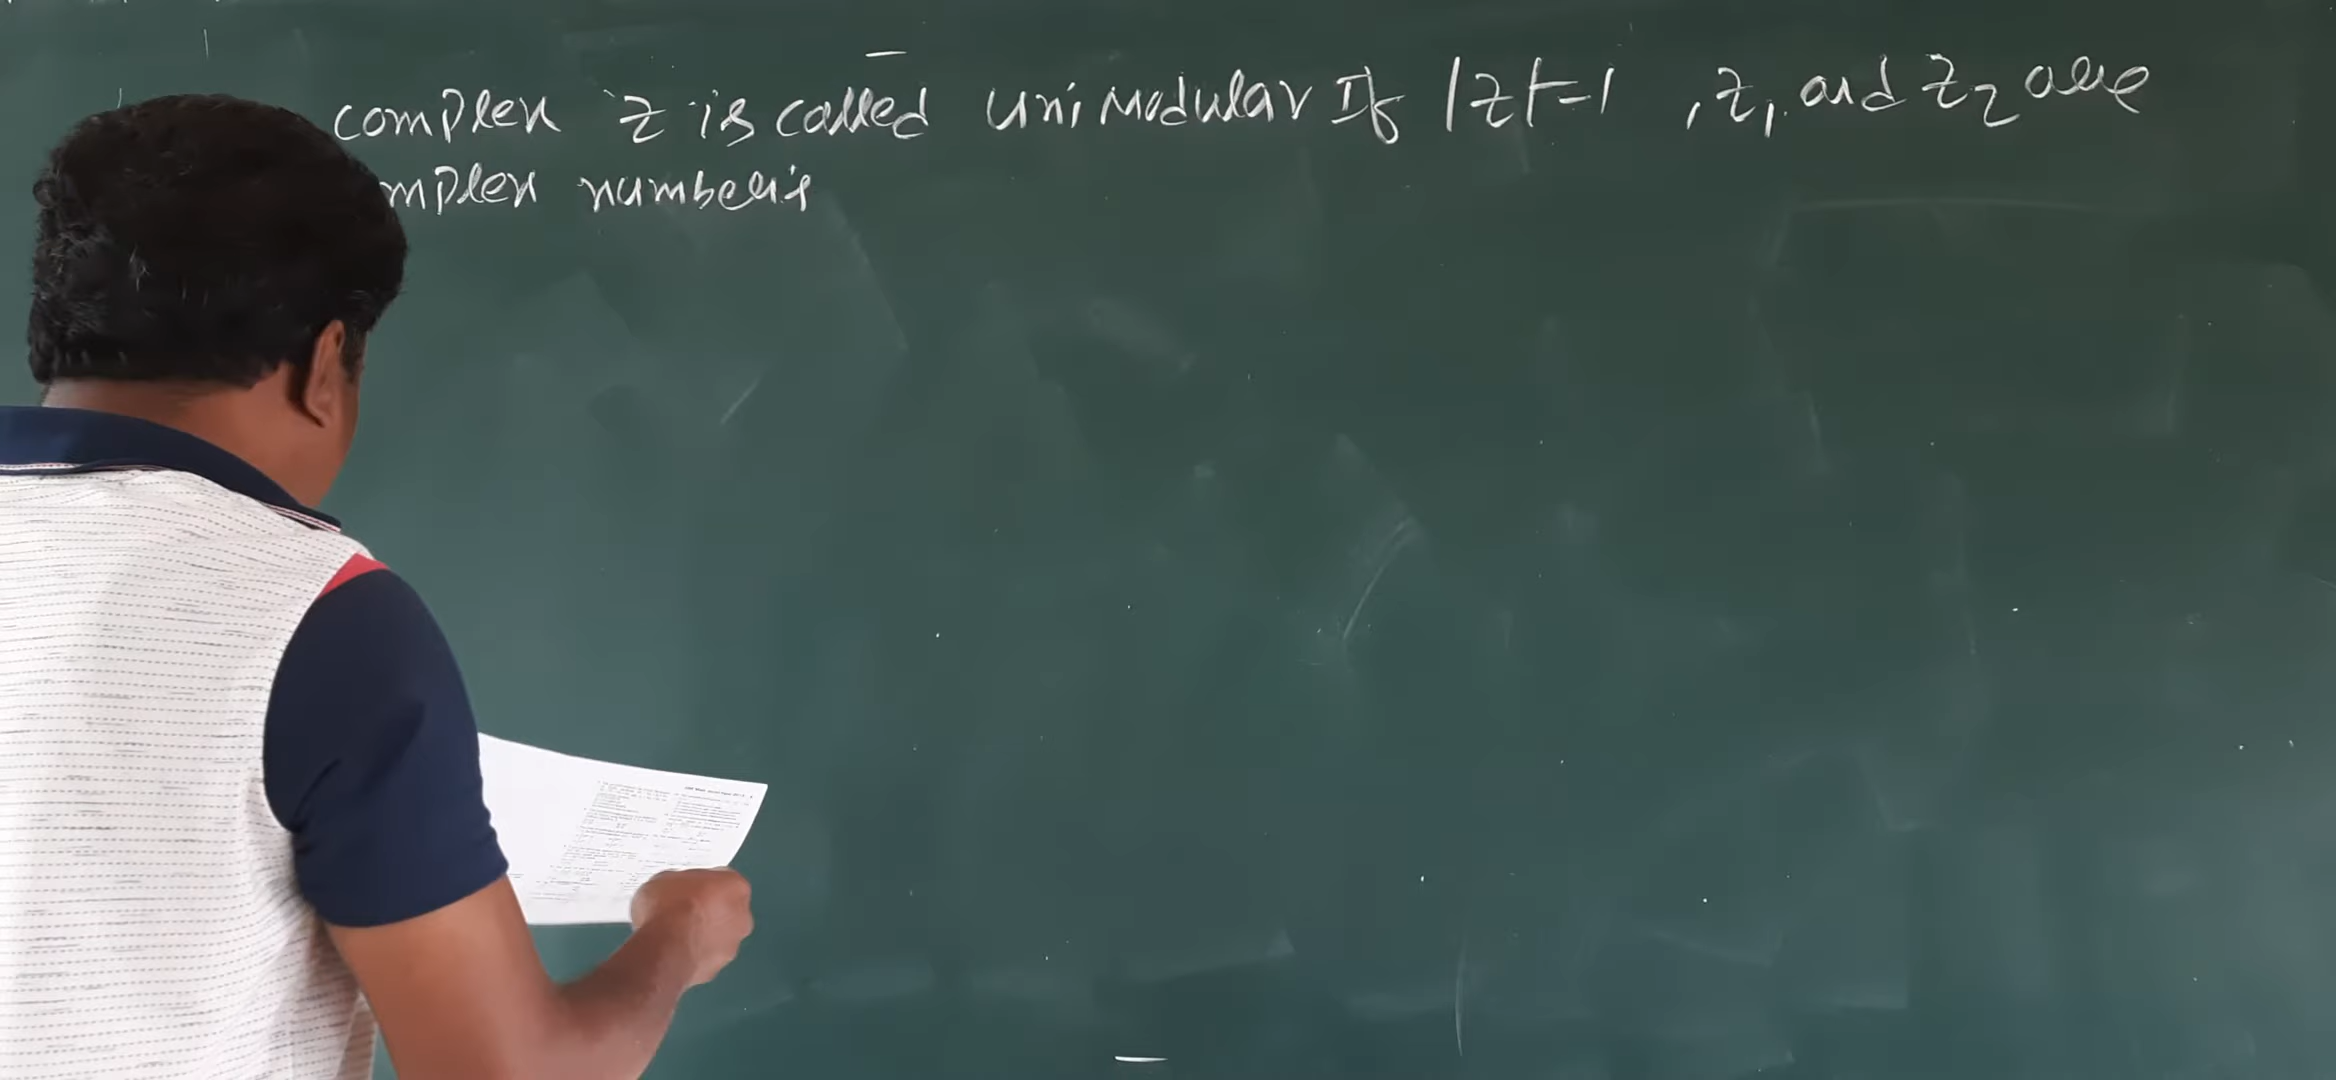 complex z is called unimodular If |z|=1 , z1 and z2 are
mplex numbers